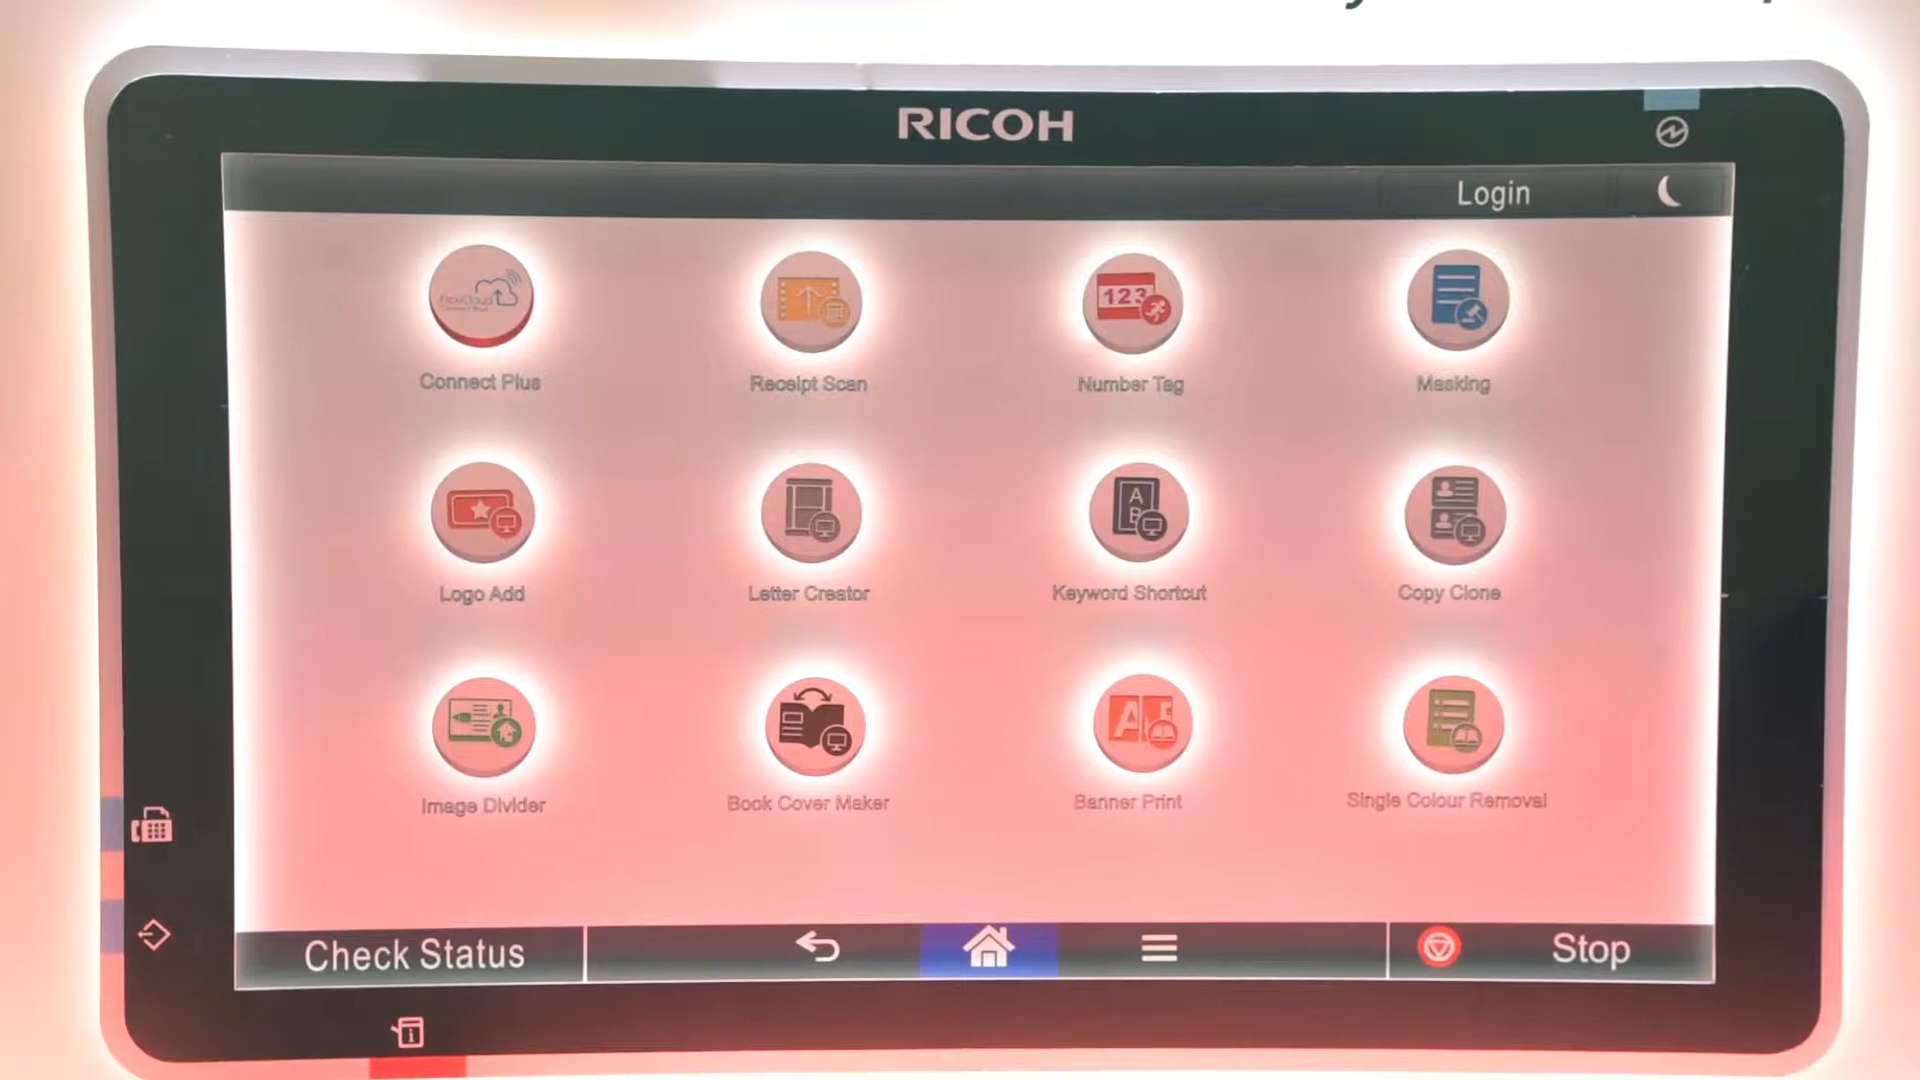 RICOH
Login
Connect Plus
Receipt Scan
Number Tag
Masking
Logo Add
Letter Creator
Keyword Shortcut
Copy Clone
Image Divider
Book Cover Maker
Banner Print
Single Colour Removal
Check Status
Stop
123
A
B
A